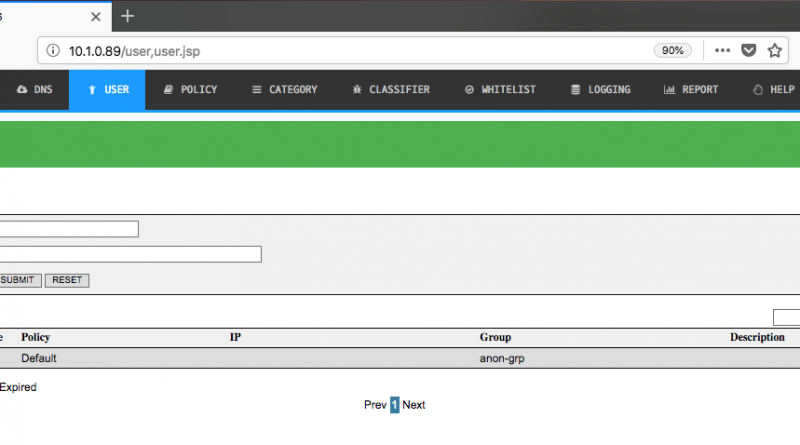 10.1.0.89/user,user.jsp 90%
DNS USER POLICY CATEGORY CLASSIFIER WHITELIST LOGGING REPORT HELP
SUBMIT RESET
Policy IP Group Description
Default anon-grp
Expired
Prev 1 Next